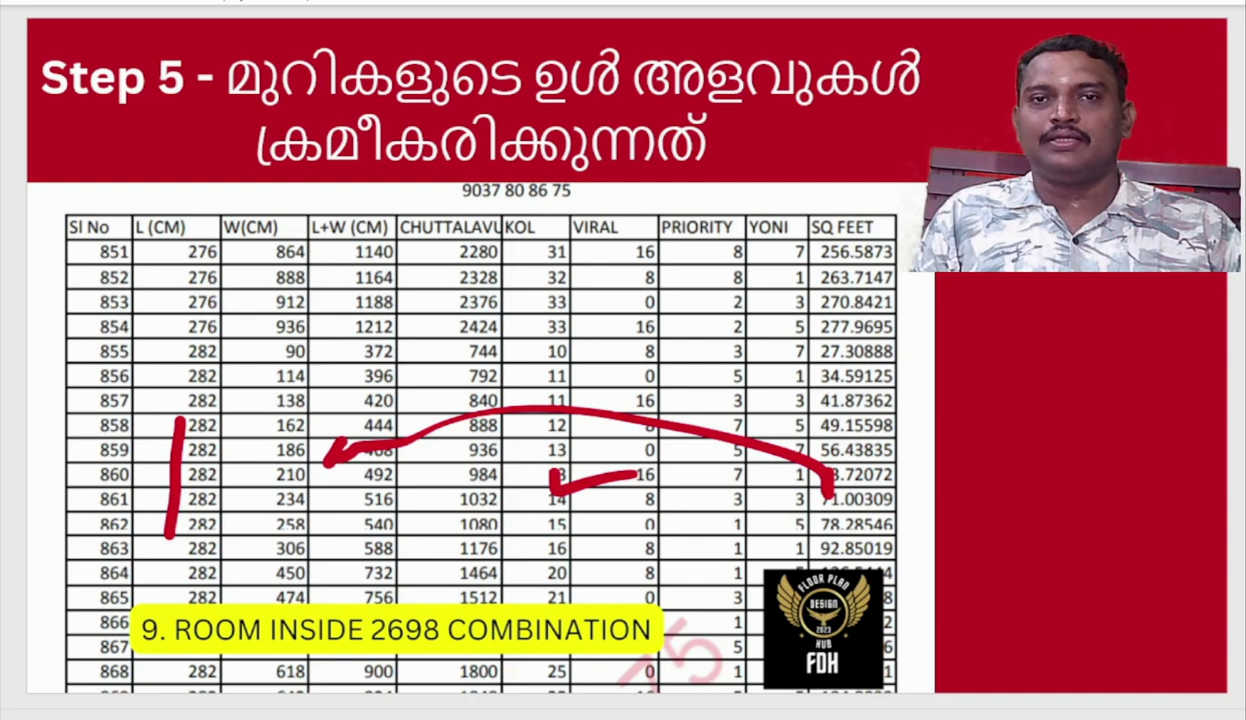 Step 5 - മുറികളുടെ ഉൾ അളവുകൾ
ക്രമീകരിക്കുന്നത്
9037 80 86 75
Sl No L (CM) W(CM) L+W (CM) CHUTTALAVU KOL VIRAL PRIORITY YONI SQ FEET
851 276 864 1140 2280 31 16 8 7 256.5873
852 276 888 1164 2328 32 8 8 1 263.7147
853 276 912 1188 2376 33 0 2 3 270.8421
854 276 936 1212 2424 33 16 2 5 277.9695
855 282 90 372 744 10 8 3 7 27.30888
856 282 114 396 792 11 0 5 1 34.59125
857 282 138 420 840 11 16 3 3 41.87362
858 282 162 444 888 12 8 7 5 49.15598
859 282 186 936 13 0 5 7 56.43835
860 282 210 492 984 16 7 1
861 282 234 516 1032 14 8 3 3 71.00309
862 282 258 540 1080 15 0 1 5 78.28546
863 282 306 588 1176 16 8 1 1 92.85019
864 282 450 732 1464 20 8 1
865 282 474 756 1512 21 0 3
866 1
9. ROOM INSIDE 2698 COMBINATION
867 5
868 282 618 900 1800 25 0 1
75
FLOOR PLAN
DESIGN
2023
HUB
FDH